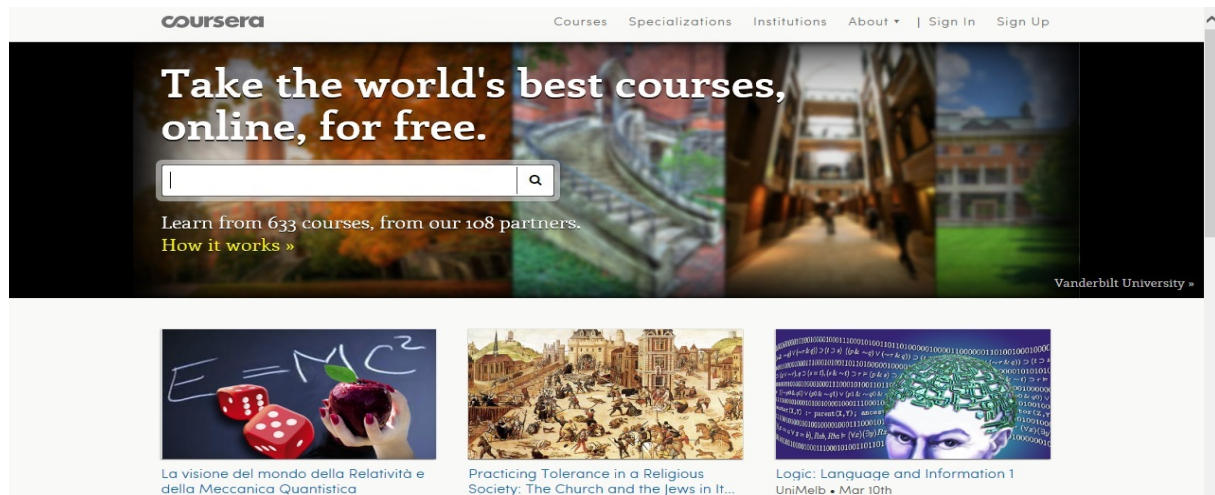 coursera
Courses Specializations Institutions About ▾ | Sign In Sign Up
Take the world's best courses,
online, for free.
Learn from 633 courses, from our 108 partners.
How it works »
Vanderbilt University »
E = MC²
La visione del mondo della Relatività e
della Meccanica Quantistica
Practicing Tolerance in a Religious
Society: The Church and the Jews in It...
Logic: Language and Information 1
UniMelb • Mar 10th